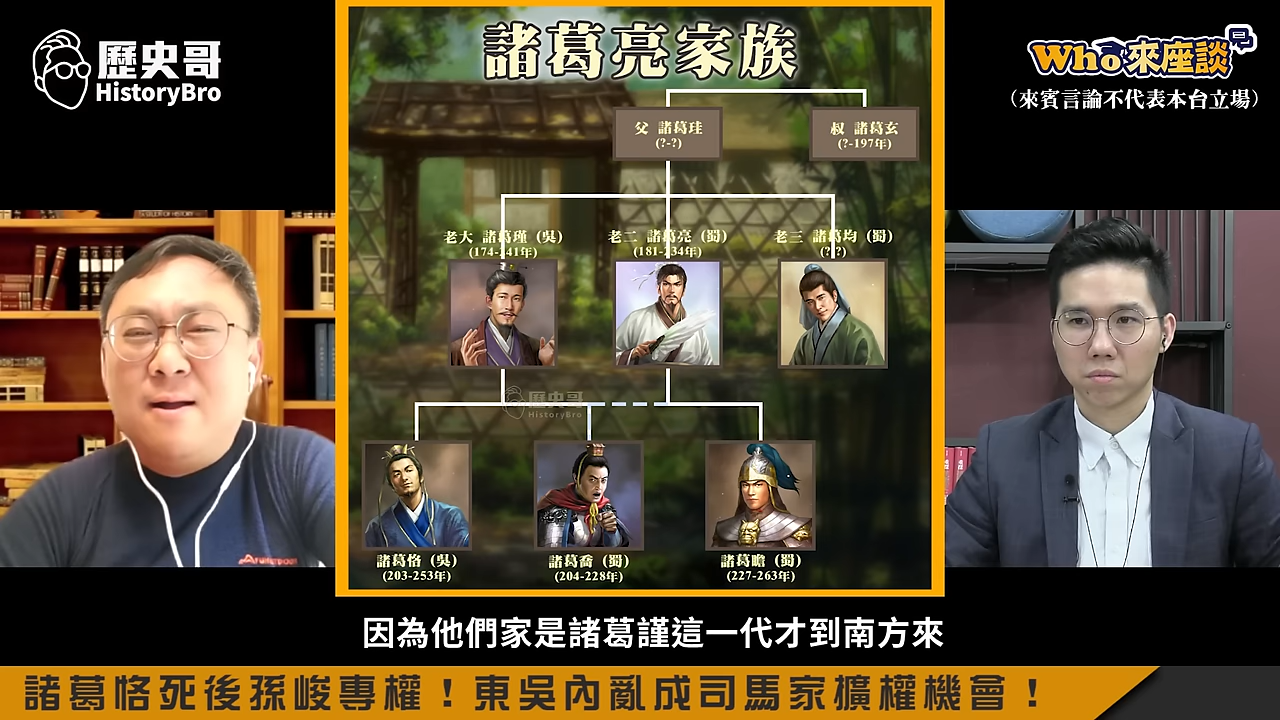 歷史哥
HistoryBro
諸葛亮家族
Who來座談
(來賓言論不代表本台立場)
父 諸葛珪
(?-?)
叔 諸葛玄
(?-197年)
老大 諸葛瑾 (吳)
(174-241年)
老二 諸葛亮 (蜀)
(181-234年)
老三 諸葛均 (蜀)
(?-?)
歷史哥
HistoryBro
諸葛恪 (吳)
(203-253年)
諸葛喬 (蜀)
(204-228年)
諸葛瞻 (蜀)
(227-263年)
因為他們家是諸葛謹這一代才到南方來
諸葛恪死後孫峻專權！東吳內亂成司馬家擴權機會！